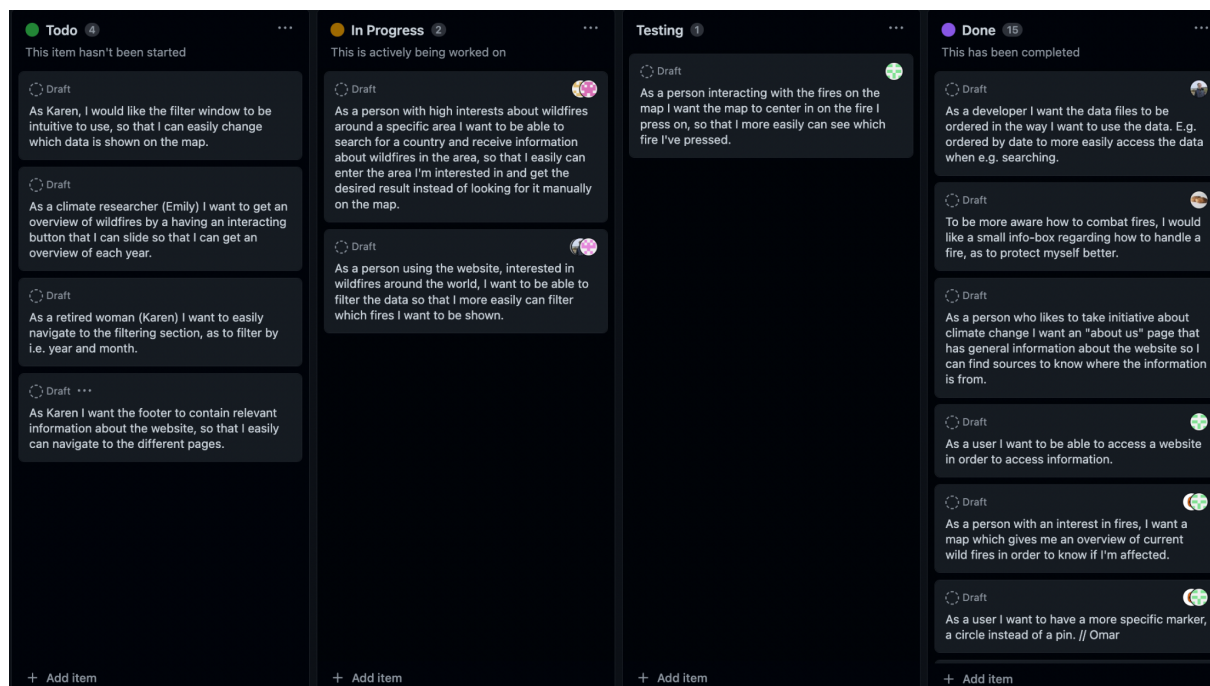 Todo 4
This item hasn't been started
Draft
As Karen, I would like the filter window to be
intuitive to use, so that I can easily change
which data is shown on the map.
Draft
As a climate researcher (Emily) I want to get an
overview of wildfires by a having an interacting
button that I can slide so that I can get an
overview of each year.
Draft
As a retired woman (Karen) I want to easily
navigate to the filtering section, as to filter by
i.e. year and month.
Draft
As Karen I want the footer to contain relevant
information about the website, so that I easily
can navigate to the different pages.
+ Add item
In Progress 2
This is actively being worked on
Draft
As a person with high interests about wildfires
around a specific area I want to be able to
search for a country and receive information
about wildfires in the area, so that I easily can
enter the area I'm interested in and get the
desired result instead of looking for it manually
on the map.
Draft
As a person using the website, interested in
wildfires around the world, I want to be able to
filter the data so that I more easily can filter
which fires I want to be shown.
+ Add item
Testing 1
Draft
As a person interacting with the fires on the
map I want the map to center in on the fire I
press on, so that I more easily can see which
fire I've pressed.
+ Add item
Done 15
This has been completed
Draft
As a developer I want the data files to be
ordered in the way I want to use the data. E.g.
ordered by date to more easily access the data
when e.g. searching.
Draft
To be more aware how to combat fires, I would
like a small info-box regarding how to handle a
fire, as to protect myself better.
Draft
As a person who likes to take initiative about
climate change I want an "about us" page that
has general information about the website so I
can find sources to know where the information
is from.
Draft
As a user I want to be able to access a website
in order to access information.
Draft
As a person with an interest in fires, I want a
map which gives me an overview of current
wild fires in order to know if I'm affected.
Draft
As a user I want to have a more specific marker,
a circle instead of a pin. // Omar
+ Add item